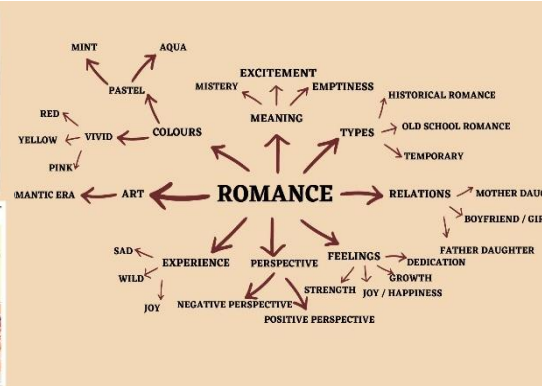 MINT
AQUA
PASTEL
RED
VIVID
COLOURS
YELLOW
PINK
EXCITEMENT
MISTERY
EMPTINESS
MEANING
HISTORICAL ROMANCE
TYPES
OLD SCHOOL ROMANCE
TEMPORARY
ROMANCE
ART
MANTIC ERA
RELATIONS
MOTHER DAU
BOYFRIEND / GIR
FATHER DAUGHTER
EXPERIENCE
SAD
WILD
JOY
PERSPECTIVE
NEGATIVE PERSPECTIVE
POSITIVE PERSPECTIVE
FEELINGS
DEDICATION
GROWTH
JOY / HAPPINESS
STRENGTH